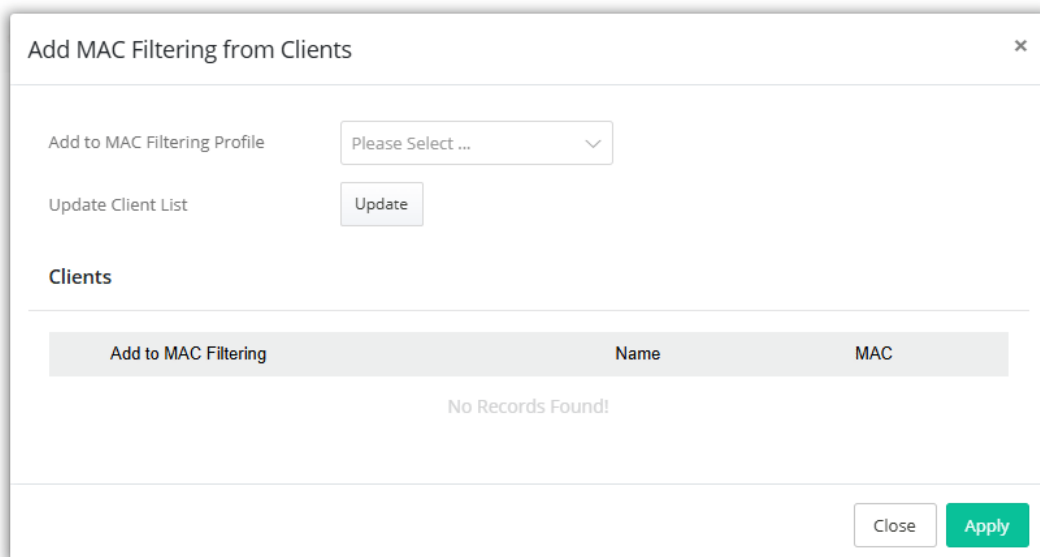 Add MAC Filtering from Clients ×
Add to MAC Filtering Profile Please Select ...
Update Client List Update
Clients
Add to MAC Filtering Name MAC
No Records Found!
Close Apply